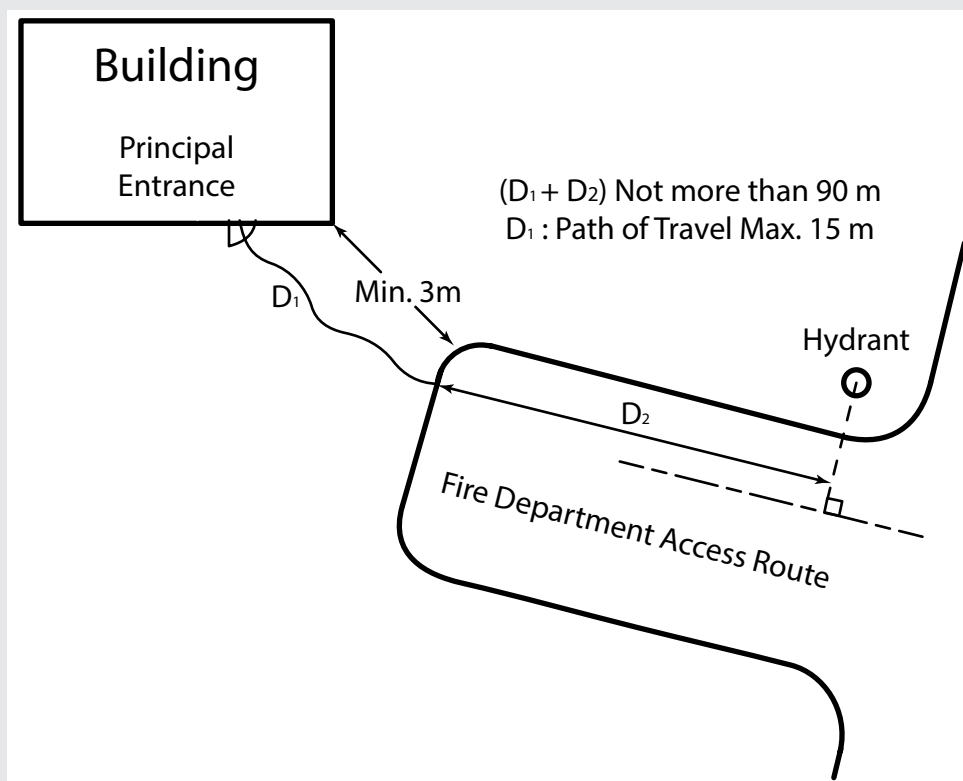 Building
Principal
Entrance
(D₁ + D₂) Not more than 90 m
D₁ : Path of Travel Max. 15 m
D₁
Min. 3m
Hydrant
D₂
Fire Department Access Route